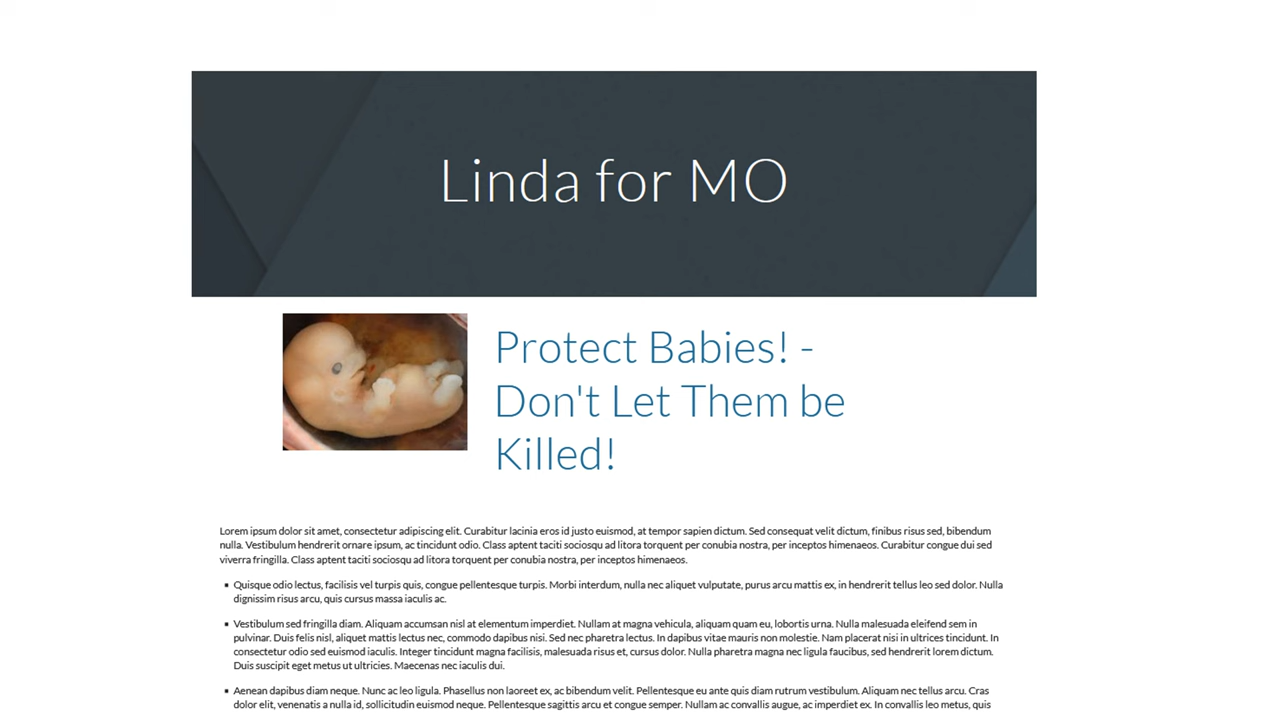 Linda for MO
Protect Babies! -
Don't Let Them be
Killed!
Lorem ipsum dolor sit amet, consectetur adipiscing elit. Curabitur lacinia eros id justo euismod, at tempor sapien dictum. Sed consequat velit dictum, finibus risus sed, bibendum
nulla. Vestibulum hendrerit ornare ipsum, ac tincidunt odio. Class aptent taciti sociosqu ad litora torquent per conubia nostra, per inceptos himenaeos. Curabitur congue dui sed
viverra fringilla. Class aptent taciti sociosqu ad litora torquent per conubia nostra, per inceptos himenaeos.
▪ Quisque odio lectus, facilisis vel turpis quis, congue pellentesque turpis. Morbi interdum, nulla nec aliquet vulputate, purus arcu mattis ex, in hendrerit tellus leo sed dolor. Nulla
dignissim risus arcu, quis cursus massa iaculis ac.
▪ Vestibulum sed fringilla diam. Aliquam accumsan nisl at elementum imperdiet. Nullam at magna vehicula, aliquam quam eu, lobortis urna. Nulla malesuada eleifend sem in
pulvinar. Duis felis nisl, aliquet mattis lectus nec, commodo dapibus nisi. Sed nec pharetra lectus. In dapibus vitae mauris non molestie. Nam placerat nisi in ultrices tincidunt. In
consectetur odio sed euismod iaculis. Integer tincidunt magna facilisis, malesuada risus et, cursus dolor. Nulla pharetra magna nec ligula faucibus, sed hendrerit lorem dictum.
Duis suscipit eget metus ut ultricies. Maecenas nec iaculis dui.
▪ Aenean dapibus diam neque. Nunc ac leo ligula. Phasellus non laoreet ex, ac bibendum velit. Pellentesque eu ante quis diam rutrum vestibulum. Aliquam nec tellus arcu. Cras
dolor elit, venenatis a nulla id, sollicitudin euismod neque. Pellentesque sagittis arcu et congue semper. Nullam ac convallis augue, ac imperdiet ex. In convallis leo metus, quis